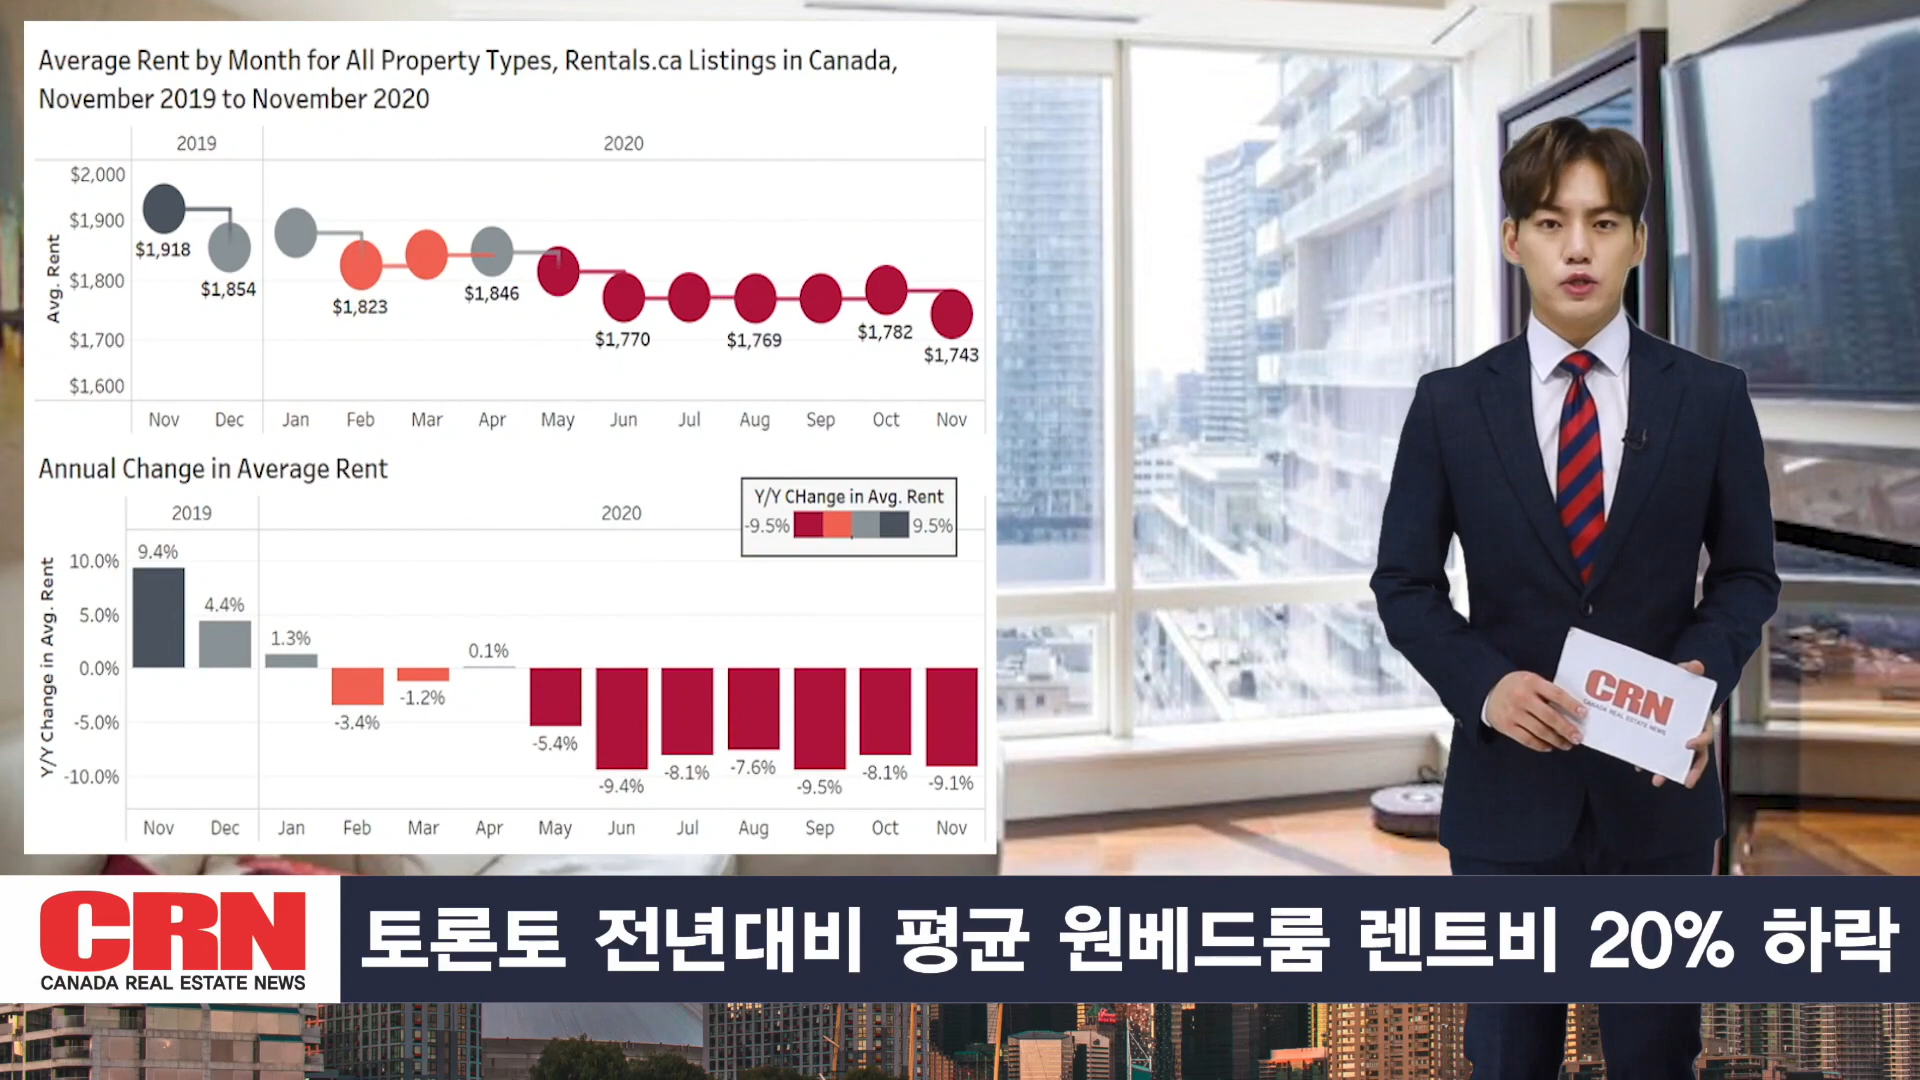 Average Rent by Month for All Property Types, Rentals.ca Listings in Canada,
November 2019 to November 2020
2019 2020
Avg. Rent
$2,000
$1,900
$1,800
$1,700
$1,600
$1,918
$1,854
$1,823
$1,846
$1,770
$1,769
$1,782
$1,743
Nov Dec Jan Feb Mar Apr May Jun Jul Aug Sep Oct Nov
Annual Change in Average Rent
Y/Y CHange in Avg. Rent
-9.5% 9.5%
2019 2020
Y/Y Change in Avg. Rent
10.0%
5.0%
0.0%
-5.0%
-10.0%
9.4%
4.4%
1.3%
-3.4%
-1.2%
0.1%
-5.4%
-9.4%
-8.1%
-7.6%
-9.5%
-8.1%
-9.1%
Nov Dec Jan Feb Mar Apr May Jun Jul Aug Sep Oct Nov
CRN
CANADA REAL ESTATE NEWS
CRN
CANADA REAL ESTATE NEWS
토론토 전년대비 평균 원베드룸 렌트비 20% 하락